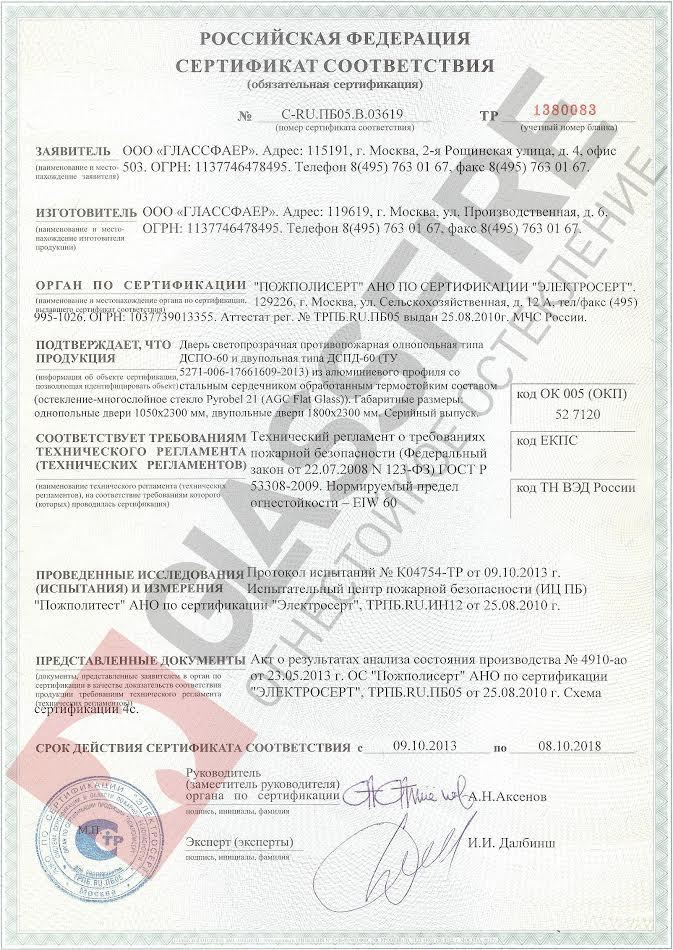 РОССИЙСКАЯ ФЕДЕРАЦИЯ
СЕРТИФИКАТ СООТВЕТСТВИЯ
(обязательная сертификация)
№ C-RU.ПБ05.В.03619 ТР 1380083
(номер сертификата соответствия) (учетный номер бланка)
ЗАЯВИТЕЛЬ ООО «ГЛАССФАЕР». Адрес: 115191, г. Москва, 2-я Рощинская улица, д. 4, офис
(наименование и место- 503. ОГРН: 1137746478495. Телефон 8(495) 763 01 67, факс 8(495) 763 01 67.
нахождение заявителя)
ИЗГОТОВИТЕЛЬ ООО «ГЛАССФАЕР». Адрес: 119619, г. Москва, ул. Производственная, д. 6.
(наименование и место- ОГРН: 1137746478495. Телефон 8(495) 763 01 67, факс 8(495) 763 01 67.
нахождение изготовителя
продукции)
ОРГАН ПО СЕРТИФИКАЦИИ "ПОЖПОЛИСЕРТ" АНО ПО СЕРТИФИКАЦИИ "ЭЛЕКТРОСЕРТ".
(наименование и местонахождение органа по сертификации, 129226, г. Москва, ул. Сельскохозяйственная, д. 12 А, тел/факс (495)
выдавшего сертификат соответствия)
995-1026. ОГРН: 1037739013355. Аттестат рег. № ТРПБ.RU.ПБ05 выдан 25.08.2010г. МЧС России.
ПОДТВЕРЖДАЕТ, ЧТО Дверь светопрозрачная противопожарная однопольная типа
ПРОДУКЦИЯ ДСПО-60 и двупольная типа ДСПД-60 (ТУ
5271-006-17661609-2013) из алюминиевого профиля со
(информация об объекте сертификации,
позволяющая идентифицировать объект) стальным сердечником обработанным термостойким составом
(остекление-многослойное стекло Pyrobel 21 (AGC Flat Glass)). Габаритные размеры:
однопольные двери 1050х2300 мм, двупольные двери 1800х2300 мм. Серийный выпуск.
код ОК 005 (ОКП)
52 7120
СООТВЕТСТВУЕТ ТРЕБОВАНИЯМ Технический регламент о требованиях
ТЕХНИЧЕСКОГО РЕГЛАМЕНТА пожарной безопасности (Федеральный
(ТЕХНИЧЕСКИХ РЕГЛАМЕНТОВ) закон от 22.07.2008 N 123-ФЗ) ГОСТ Р
(наименование технического регламента (технических 53308-2009. Нормируемый предел
регламентов), на соответствие требованиям которого огнестойкости – EIW 60
(которых) проводилась сертификация)
код ЕКПС
код ТН ВЭД России
ПРОВЕДЕННЫЕ ИССЛЕДОВАНИЯ Протокол испытаний № К04754-ТР от 09.10.2013 г.
(ИСПЫТАНИЯ) И ИЗМЕРЕНИЯ Испытательный центр пожарной безопасности (ИЦ ПБ)
"Пожполитест" АНО по сертификации "Электросерт", ТРПБ.RU.ИН12 от 25.08.2010 г.
ПРЕДСТАВЛЕННЫЕ ДОКУМЕНТЫ Акт о результатах анализа состояния производства № 4910-ао
(документы, представленные заявителем в орган по от 23.05.2013 г. ОС "Пожполисерт" АНО по сертификации
сертификации в качестве доказательств соответствия
продукции требованиям технического регламента "ЭЛЕКТРОСЕРТ", ТРПБ.RU.ПБ05 от 25.08.2010 г. Схема
(технических регламентов))
сертификации 4с.
СРОК ДЕЙСТВИЯ СЕРТИФИКАТА СООТВЕТСТВИЯ с 09.10.2013 по 08.10.2018
Руководитель
(заместитель руководителя)
органа по сертификации А.Н.Аксенов
подпись, инициалы, фамилия
М.П.
Эксперт (эксперты) И.И. Далбинш
подпись, инициалы, фамилия
ТР
ТРПБ.RU.ПБ05
Москва
GLASSFIRE
ОГНЕСТОЙКОЕ ОСТЕКЛЕНИЕ